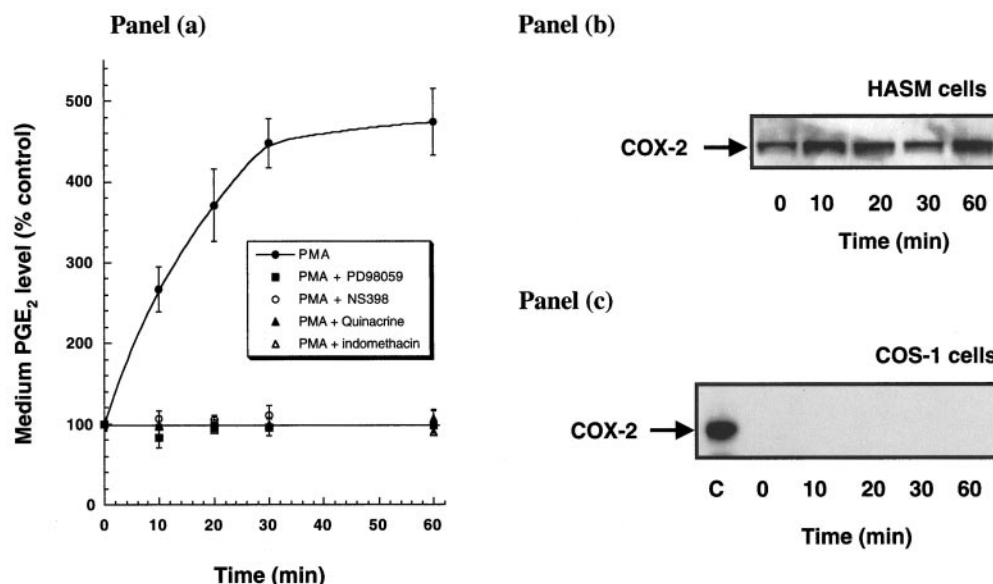 Panel (a)
Medium PGE2 level (% control)
500
400
300
200
100
0
PMA
PMA + PD98059
PMA + NS398
PMA + Quinacrine
PMA + indomethacin
0 10 20 30 40 50 60
Time (min)
Panel (b)
HASM cells
COX-2
0 10 20 30 60
Time (min)
Panel (c)
COS-1 cells
COX-2
C 0 10 20 30 60
Time (min)